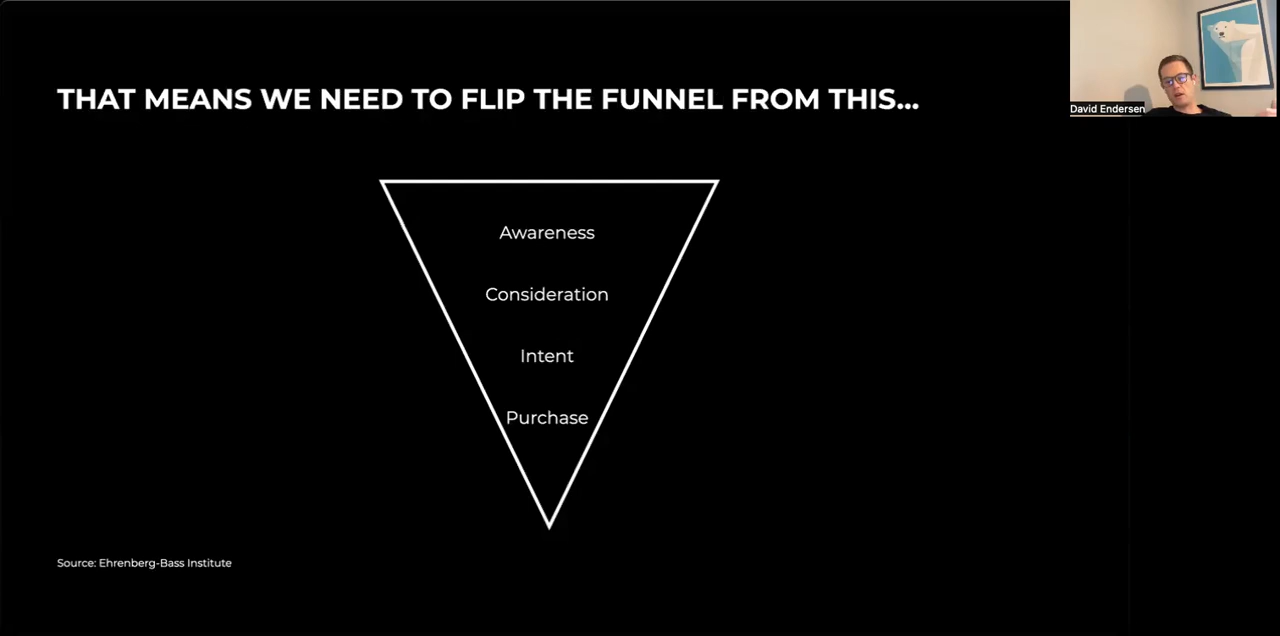 THAT MEANS WE NEED TO FLIP THE FUNNEL FROM THIS...
David Endersen
Awareness
Consideration
Intent
Purchase
Source: Ehrenberg-Bass Institute